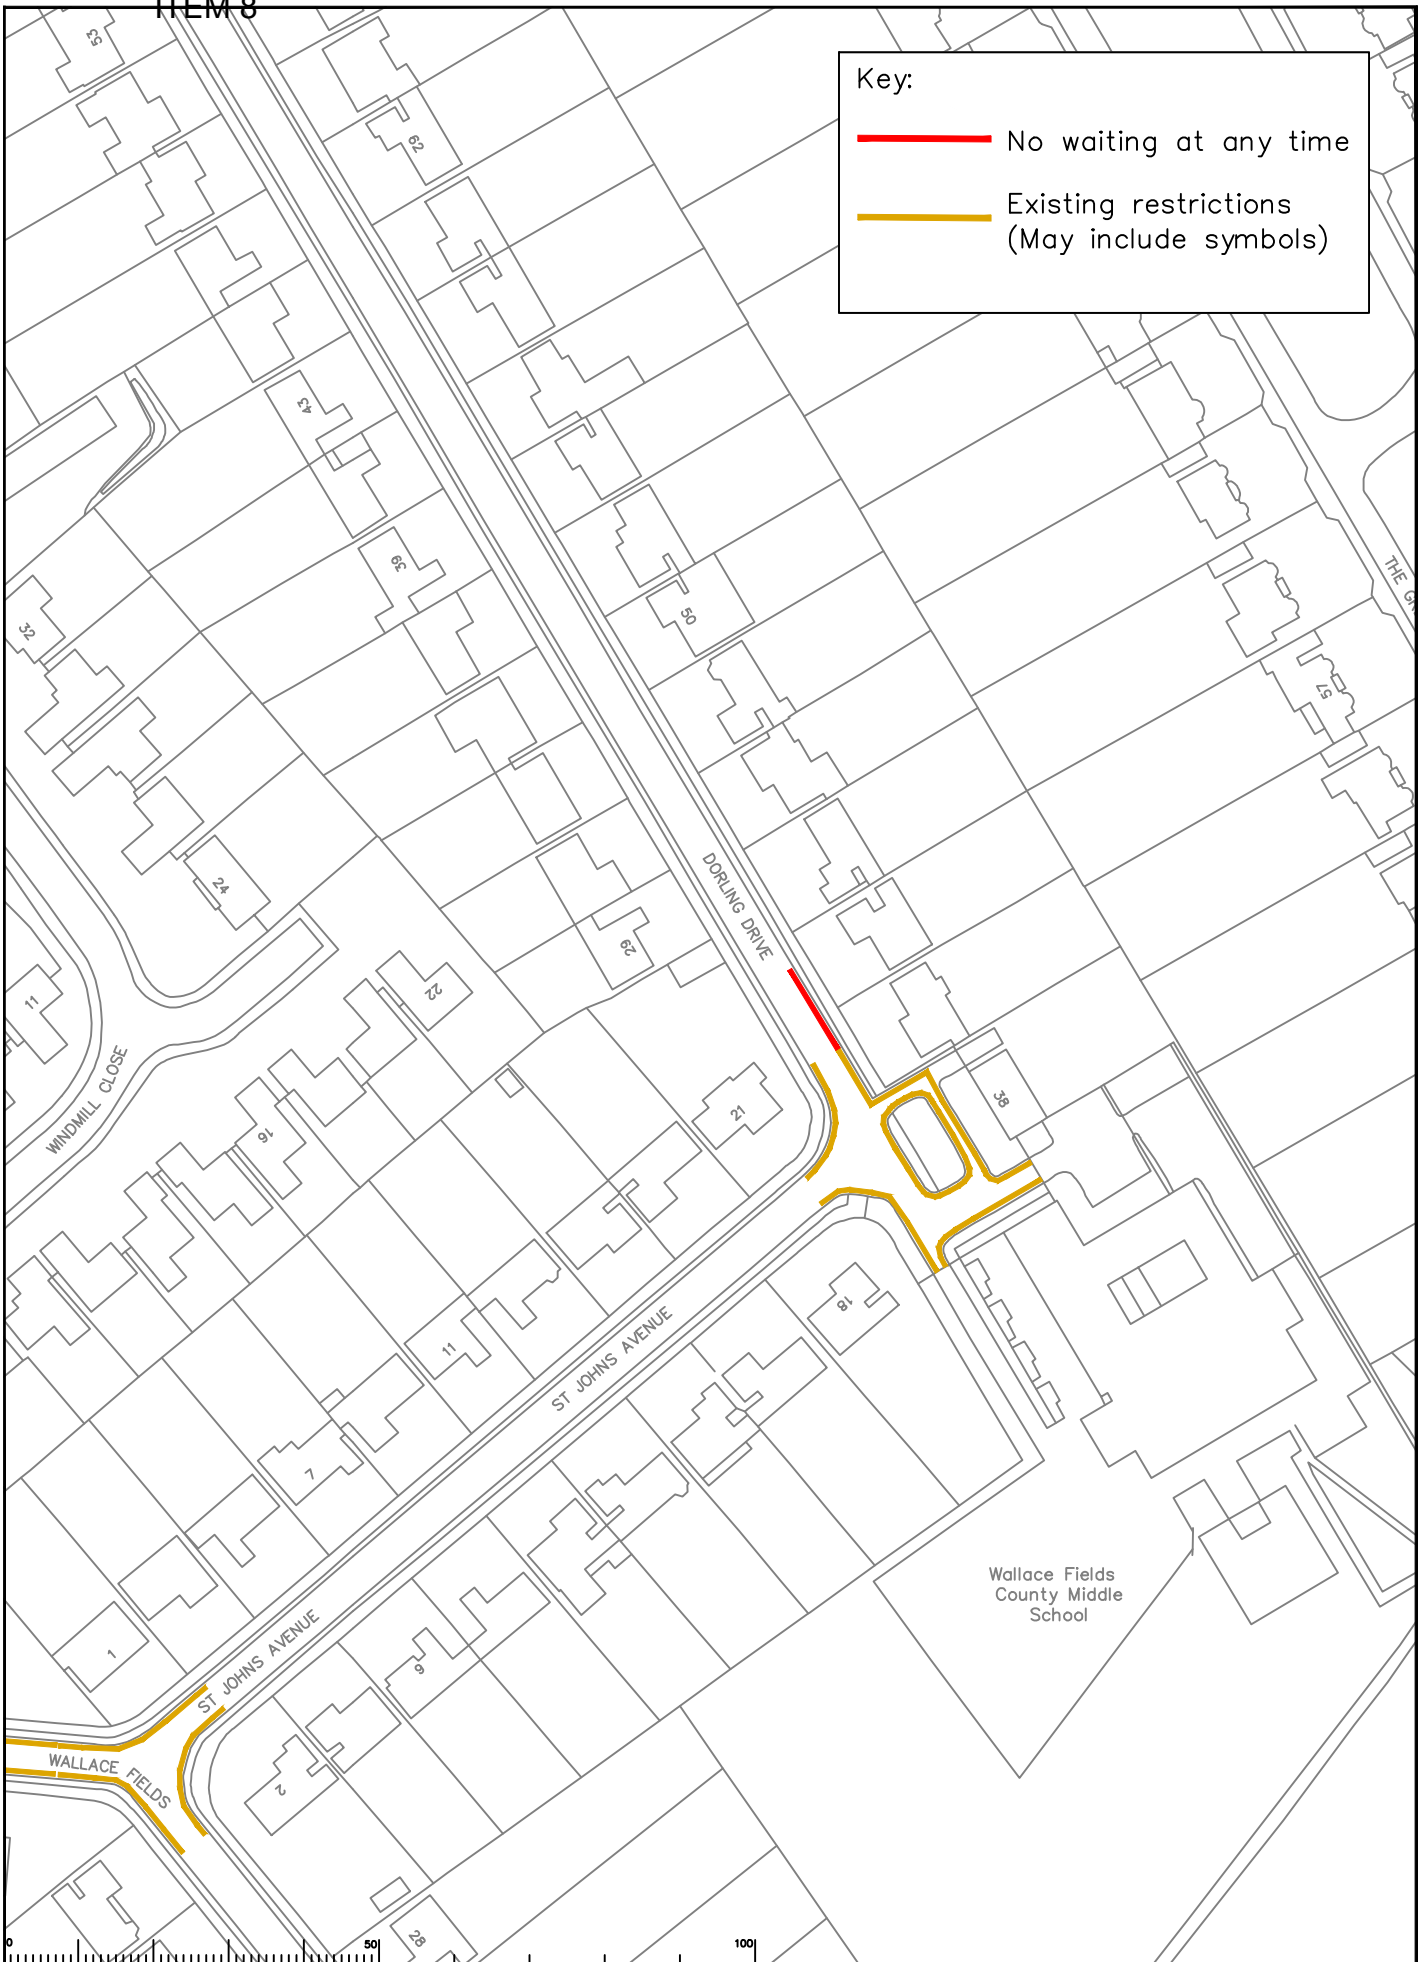 ITEM 8
Key:
No waiting at any time
Existing restrictions
(May include symbols)
53
62
43
39
32
50
57
24
29
11
22
WINDMILL CLOSE
DORLING DRIVE
38
21
16
18
11
ST JOHNS AVENUE
7
Wallace Fields
County Middle
School
1
ST JOHNS AVENUE
6
2
WALLACE FIELDS
28
0
50
100